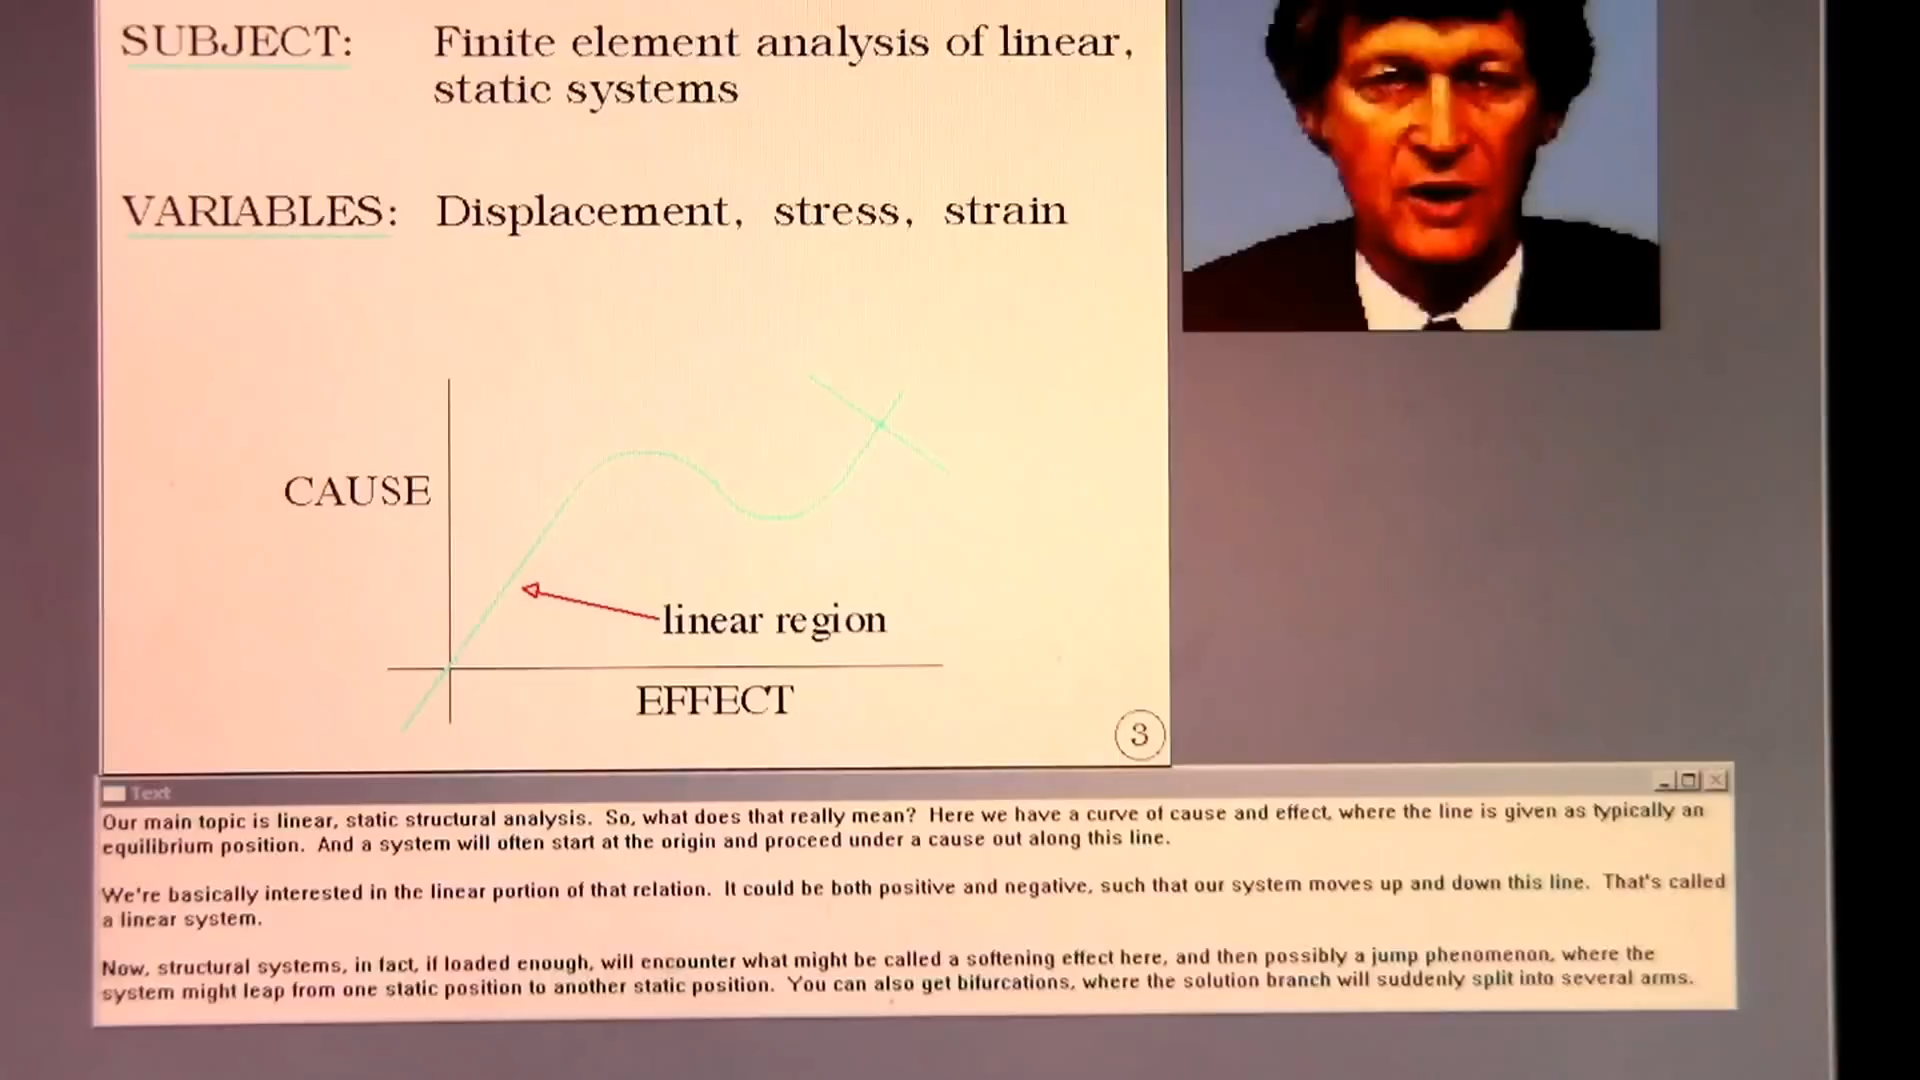 SUBJECT: Finite element analysis of linear,
static systems
VARIABLES: Displacement, stress, strain
CAUSE
linear region
EFFECT
3
Text
Our main topic is linear, static structural analysis. So, what does that really mean? Here we have a curve of cause and effect, where the line is given as typically an
equilibrium position. And a system will often start at the origin and proceed under a cause out along this line.
We're basically interested in the linear portion of that relation. It could be both positive and negative, such that our system moves up and down this line. That's called
a linear system.
Now, structural systems, in fact, if loaded enough, will encounter what might be called a softening effect here, and then possibly a jump phenomenon, where the
system might leap from one static position to another static position. You can also get bifurcations, where the solution branch will suddenly split into several arms.